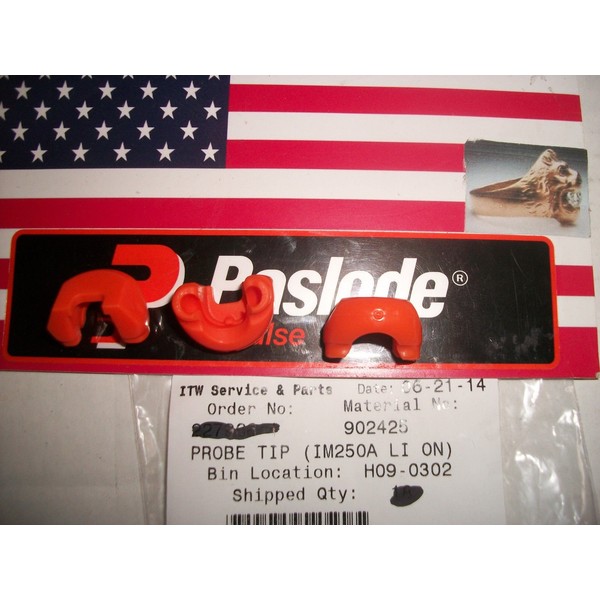 Paslode®
lse
ITW Service & Parts Date: 06-21-14
Order No: Material No:
902425
PROBE TIP (IM250A LI ON)
Bin Location: H09-0302
Shipped Qty: